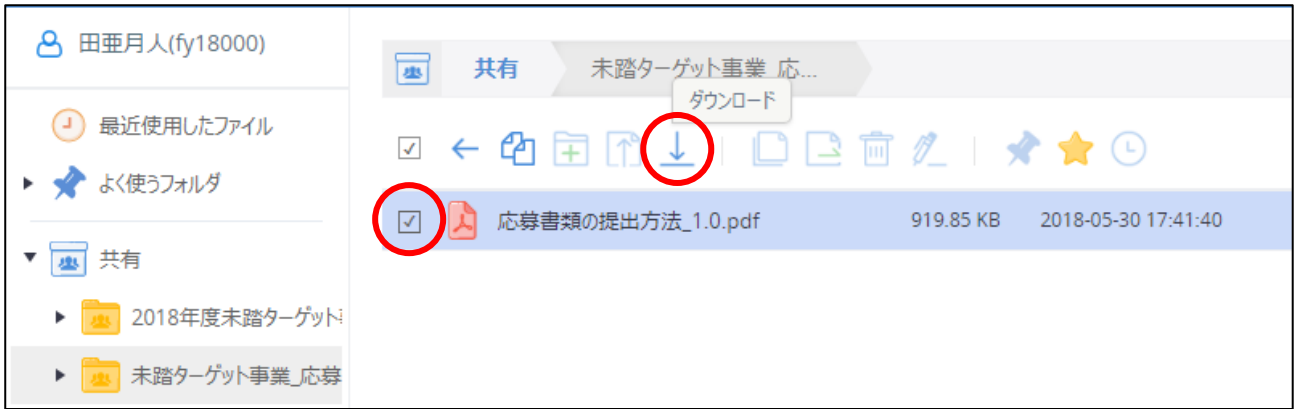 田亜月人(fy18000)
最近使用したファイル
よく使うフォルダ
共有
2018年度未踏ターゲット
未踏ターゲット事業_応募
共有
未踏ターゲット事業_応...
ダウンロード
応募書類の提出方法_1.0.pdf 919.85 KB 2018-05-30 17:41:40